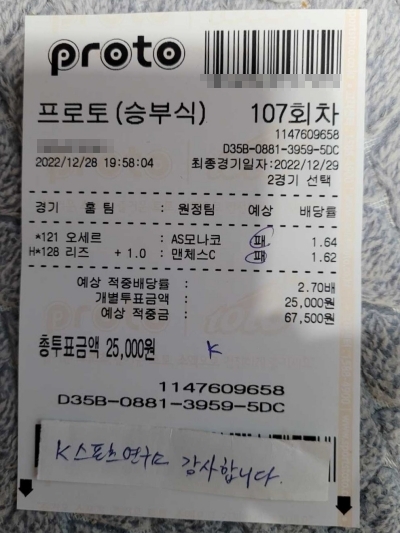 proto
프로토(승부식) 107회차
1147609658
D35B-0881-3959-5DC
2022/12/28 19:58:04 최종경기일자:2022/12/29
2경기 선택
경기 홈 팀 : 원정팀 예상 배당률
*121 오세르 : AS모나코 패 1.64
H*128 리즈 + 1.0 : 맨체스C 패 1.62
예상 적중배당률 : 2.70배
개별투표금액 : 25,000원
예상 적중금 : 67,500원
총투표금액 25,000원 K
1147609658
D35B-0881-3959-5DC
K스포츠연구소 감사합니다.